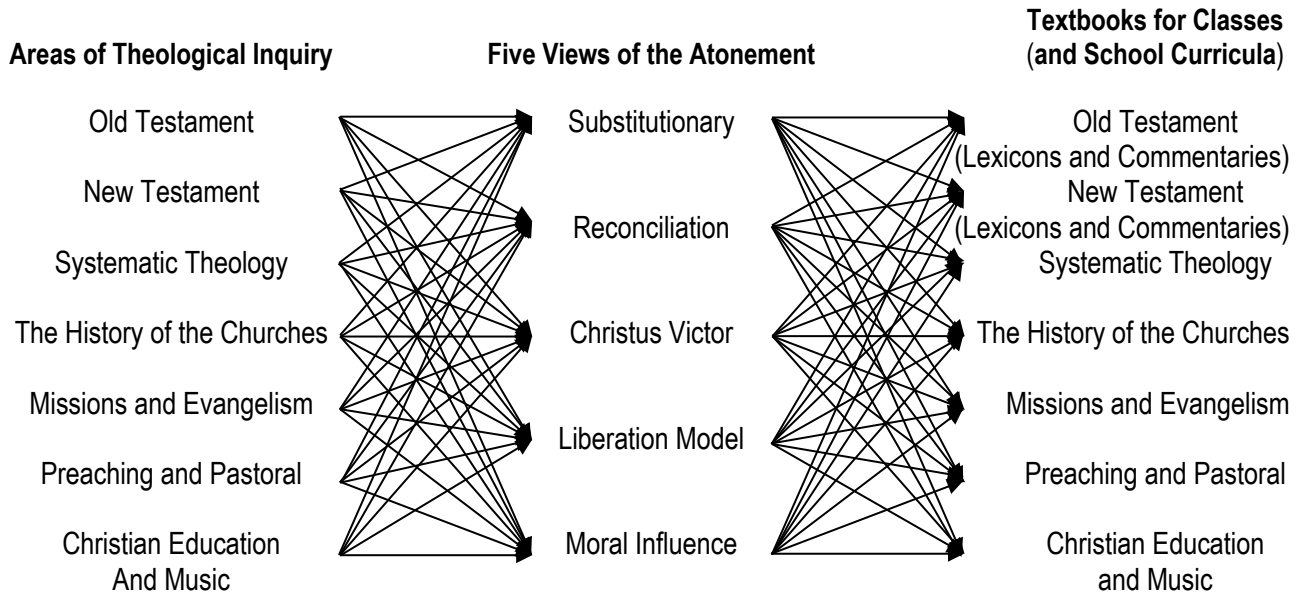 Areas of Theological Inquiry
Old Testament
New Testament
Systematic Theology
The History of the Churches
Missions and Evangelism
Preaching and Pastoral
Christian Education
And Music
Five Views of the Atonement
Substitutionary
Reconciliation
Christus Victor
Liberation Model
Moral Influence
Textbooks for Classes
(and School Curricula)
Old Testament
(Lexicons and Commentaries)
New Testament
(Lexicons and Commentaries)
Systematic Theology
The History of the Churches
Missions and Evangelism
Preaching and Pastoral
Christian Education
and Music